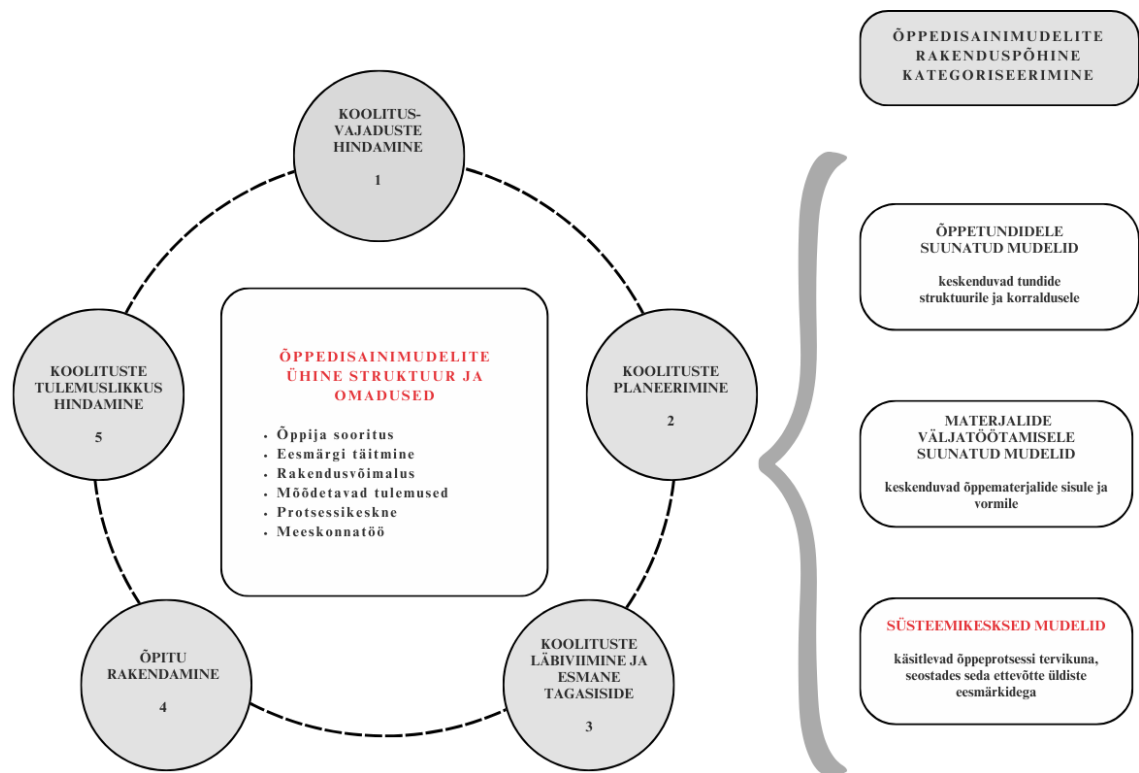 KOOLITUS-
VAJADUSTE
HINDAMINE
1
KOOLITUSTE
PLANEERIMINE
2
KOOLITUSTE
LÄBIVIIMINE JA
ESMANE
TAGASISIDE
3
ÕPITU
RAKENDAMINE
4
KOOLITUSTE
TULEMUSLIKKUS
HINDAMINE
5
ÕPPEDISAINIMUDELITE
ÜHINE STRUKTUUR JA
OMADUSED
• Õppija sooritus
• Eesmärgi täitmine
• Rakendusvõimalus
• Mõõdetavad tulemused
• Protsessikeskne
• Meeskonnatöö
ÕPPEDISAINIMUDELITE
RAKENDUSPÕHINE
KATEGORISEERIMINE
ÕPPETUNDIDELE
SUUNATUD MUDELID
keskenduvad tundide
struktuurile ja korraldusele
MATERJALIDE
VÄLJATÖÖTAMISELE
SUUNATUD MUDELID
keskenduvad õppematerjalide sisule ja
vormile
SÜSTEEMIKESKSED MUDELID
käsitlevad õppeprotsessi tervikuna,
seostades seda ettevõtte üldiste
eesmärkidega